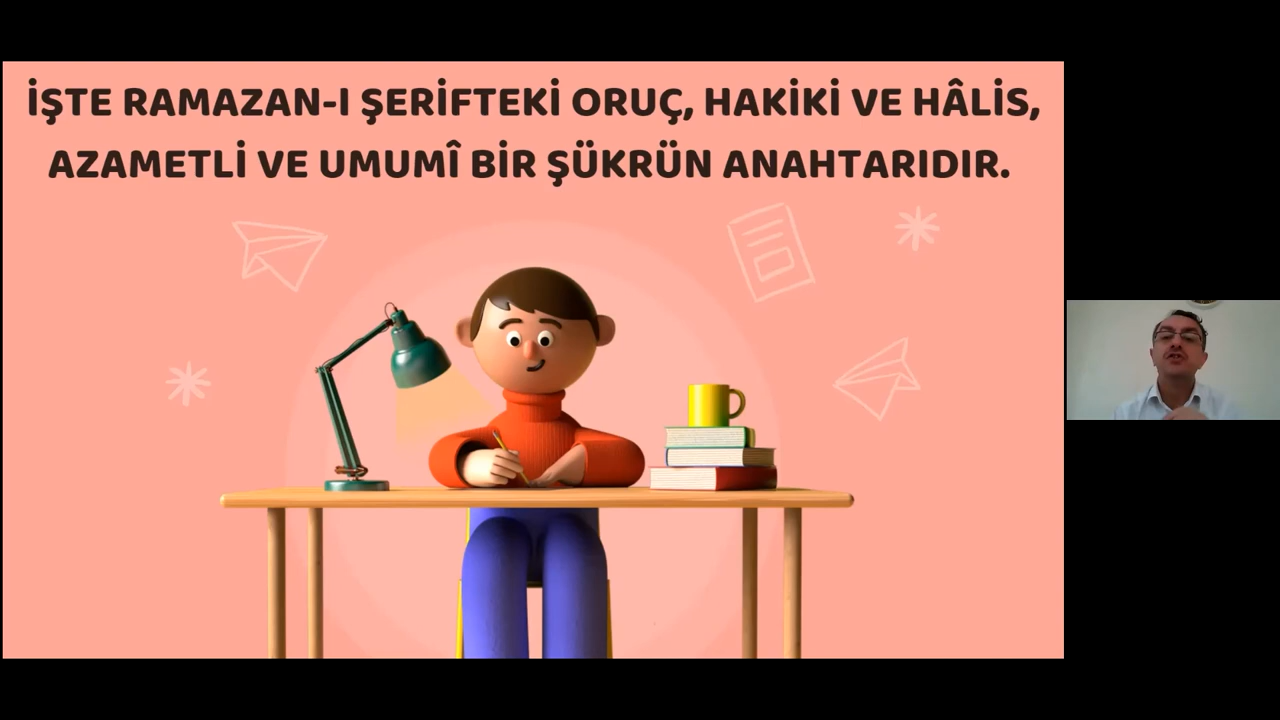 İŞTE RAMAZAN-I ŞERİFTEKİ ORUÇ, HAKİKİ VE HÂLİS,
AZAMETLİ VE UMUMÎ BİR ŞÜKRÜN ANAHTARIDIR.